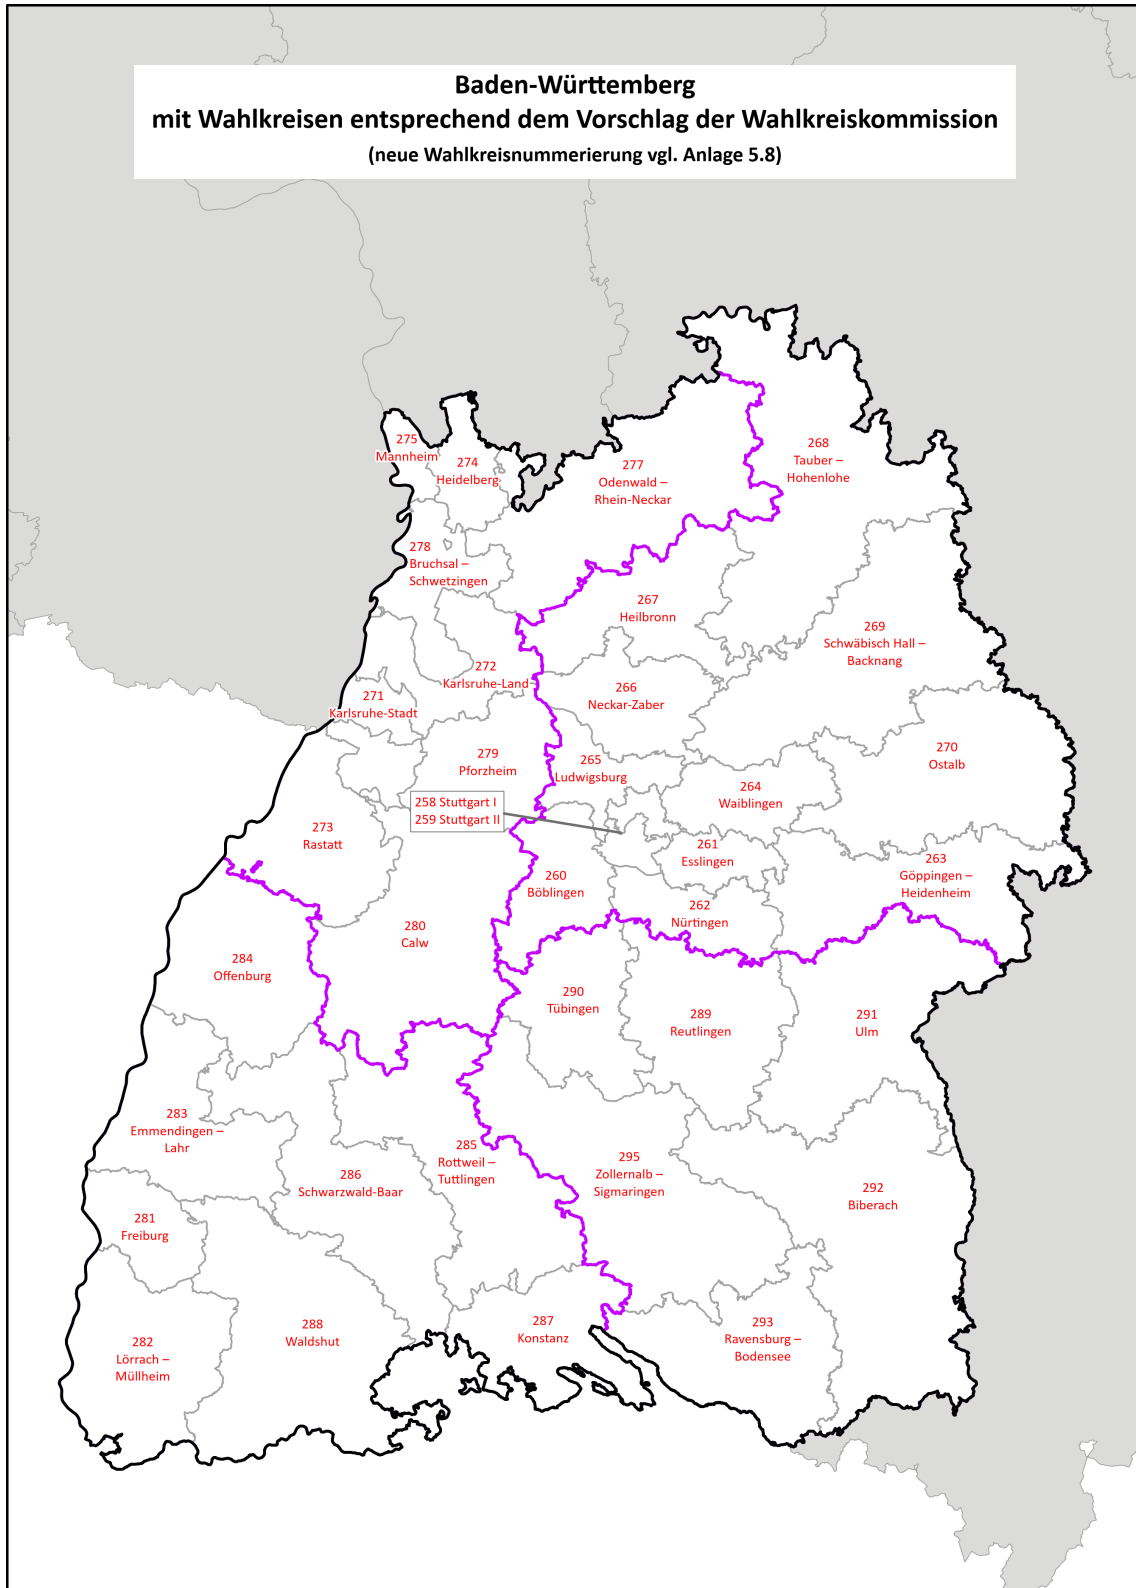 Baden-Württemberg
mit Wahlkreisen entsprechend dem Vorschlag der Wahlkreiskommission
(neue Wahlkreisnummerierung vgl. Anlage 5.8)
275
Mannheim
274
Heidelberg
277
Odenwald –
Rhein-Neckar
268
Tauber –
Hohenlohe
278
Bruchsal –
Schwetzingen
267
Heilbronn
269
Schwäbisch Hall –
Backnang
272
Karlsruhe-Land
271
Karlsruhe-Stadt
266
Neckar-Zaber
279
Pforzheim
265
Ludwigsburg
264
Waiblingen
270
Ostalb
258 Stuttgart I
259 Stuttgart II
273
Rastatt
261
Esslingen
263
Göppingen –
Heidenheim
260
Böblingen
262
Nürtingen
280
Calw
284
Offenburg
290
Tübingen
289
Reutlingen
291
Ulm
283
Emmendingen –
Lahr
286
Schwarzwald-Baar
285
Rottweil –
Tuttlingen
295
Zollernalb –
Sigmaringen
292
Biberach
281
Freiburg
282
Lörrach –
Müllheim
288
Waldshut
287
Konstanz
293
Ravensburg –
Bodensee